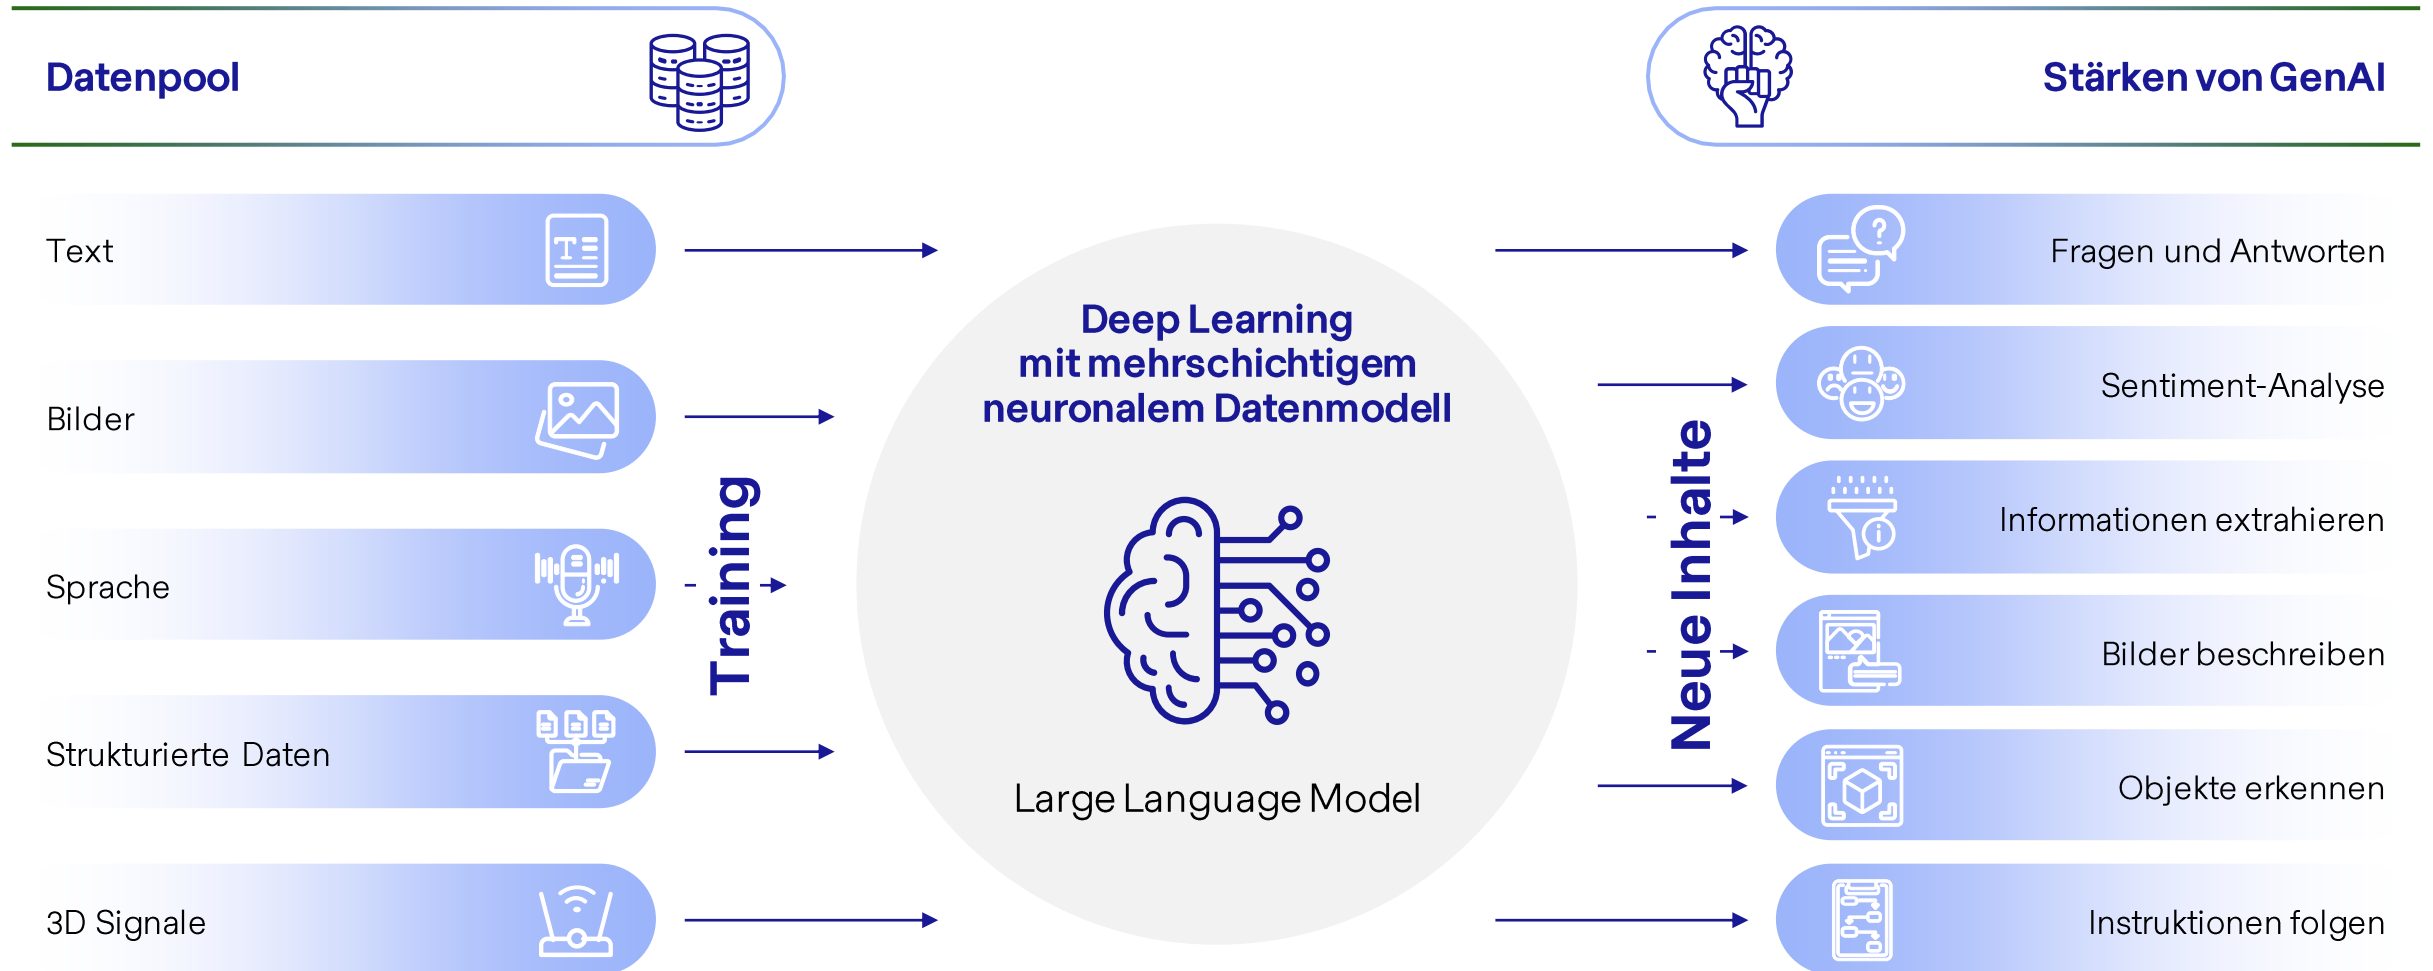 Datenpool
Stärken von GenAI
Text
Bilder
Sprache
Strukturierte Daten
3D Signale
Training
Deep Learning
mit mehrschichtigem
neuronalem Datenmodell
Large Language Model
Neue Inhalte
Fragen und Antworten
Sentiment-Analyse
Informationen extrahieren
Bilder beschreiben
Objekte erkennen
Instruktionen folgen